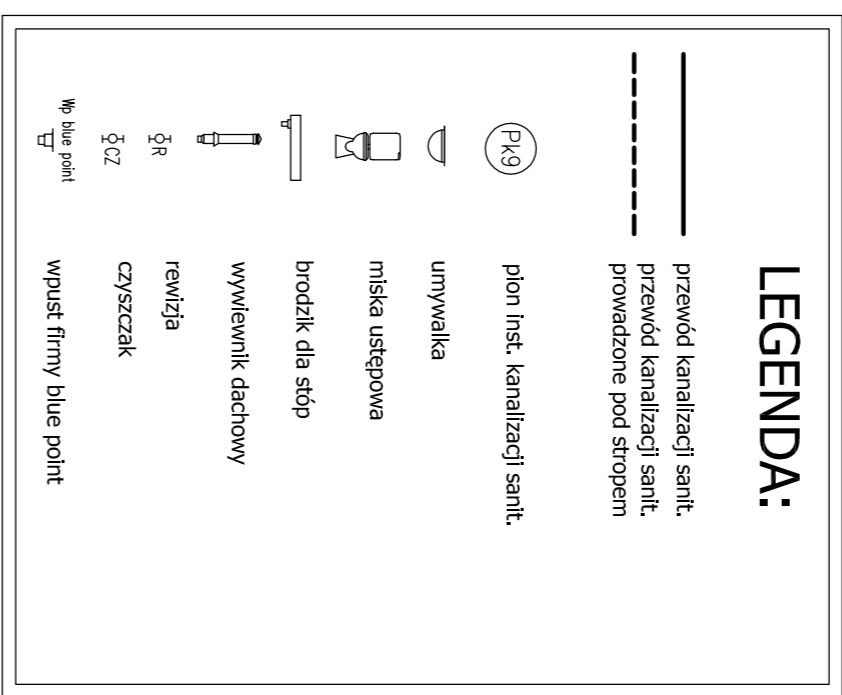 LEGENDA:
przewód kanalizacji sanit.
przewód kanalizacji sanit.
prowadzone pod stropem
Pk9 pion inst. kanalizacji sanit.
umywalka
miska ustępowa
brodzik dla stóp
wywiewnik dachowy
R rewizja
CZ czyszczak
Wp blue point wpust firmy blue point